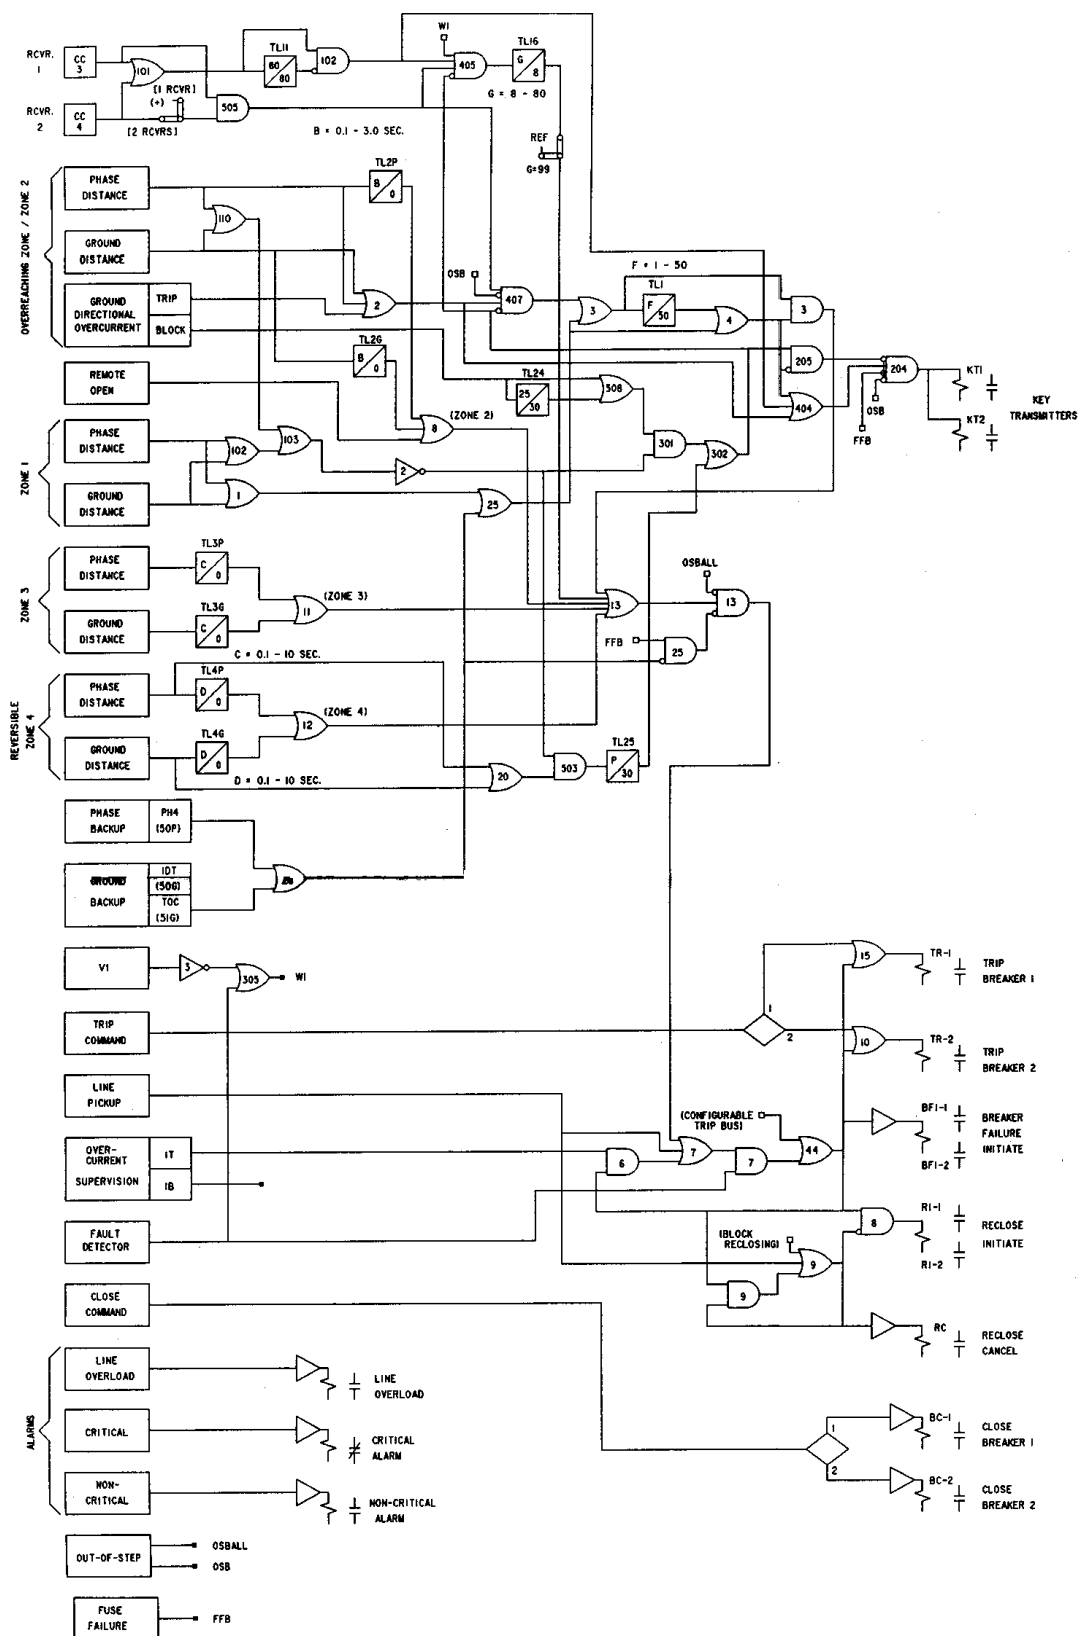 RCVR. 1
CC 3
101
TL11
60 80
102
W1
405
TL16
G 8
G = 8 - 80
RCVR. 2
CC 4
[1 RCVR]
(+)
[2 RCVRS]
505
B = 0.1 - 3.0 SEC.
REF
G=99
OVERREACHING ZONE / ZONE 2
PHASE DISTANCE
TL2P
B 0
110
GROUND DISTANCE
GROUND DIRECTIONAL OVERCURRENT
TRIP
BLOCK
2
OSB
407
3
F = 1 - 50
TL1
F 50
4
3
205
204
KT1
KT2
KEY TRANSMITTERS
404
OSB
FFB
REMOTE OPEN
TL2G
B 0
TL24
25 30
506
8
(ZONE 2)
301
302
ZONE 1
PHASE DISTANCE
GROUND DISTANCE
102
103
1
2
25
ZONE 3
PHASE DISTANCE
TL3P
C 0
GROUND DISTANCE
TL3G
C 0
11
(ZONE 3)
C = 0.1 - 10 SEC.
13
OSBALL
13
FFB
25
REVERSIBLE ZONE 4
PHASE DISTANCE
TL4P
D 0
GROUND DISTANCE
TL4G
D 0
12
(ZONE 4)
D = 0.1 - 10 SEC.
20
503
TL25
P 30
PHASE BACKUP
PH4 (50P)
GROUND BACKUP
IDT
(50G)
TOC
(51G)
V1
3
305
W1
TRIP COMMAND
1
2
15
TR-1
TRIP BREAKER 1
10
TR-2
TRIP BREAKER 2
LINE PICKUP
(CONFIGURABLE TRIP BUS)
BFI-1
BFI-2
BREAKER FAILURE INITIATE
OVER- CURRENT SUPERVISION
IT
IB
6
7
7
44
FAULT DETECTOR
(BLOCK RECLOSING)
8
RI-1
RI-2
RECLOSE INITIATE
9
9
CLOSE COMMAND
RC
RECLOSE CANCEL
ALARMS
LINE OVERLOAD
LINE OVERLOAD
CRITICAL
CRITICAL ALARM
NON- CRITICAL
NON-CRITICAL ALARM
1
2
BC-1
CLOSE BREAKER 1
BC-2
CLOSE BREAKER 2
OUT-OF-STEP
OSBALL
OSB
FUSE FAILURE
FFB